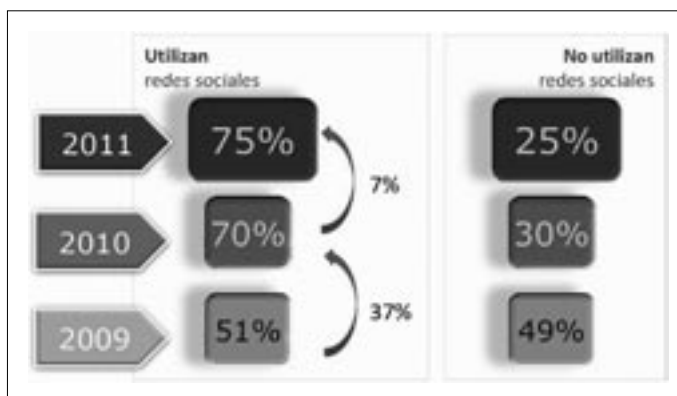 Utilizan
redes sociales
No utilizan
redes sociales
2011
75%
25%
7%
2010
70%
30%
37%
2009
51%
49%